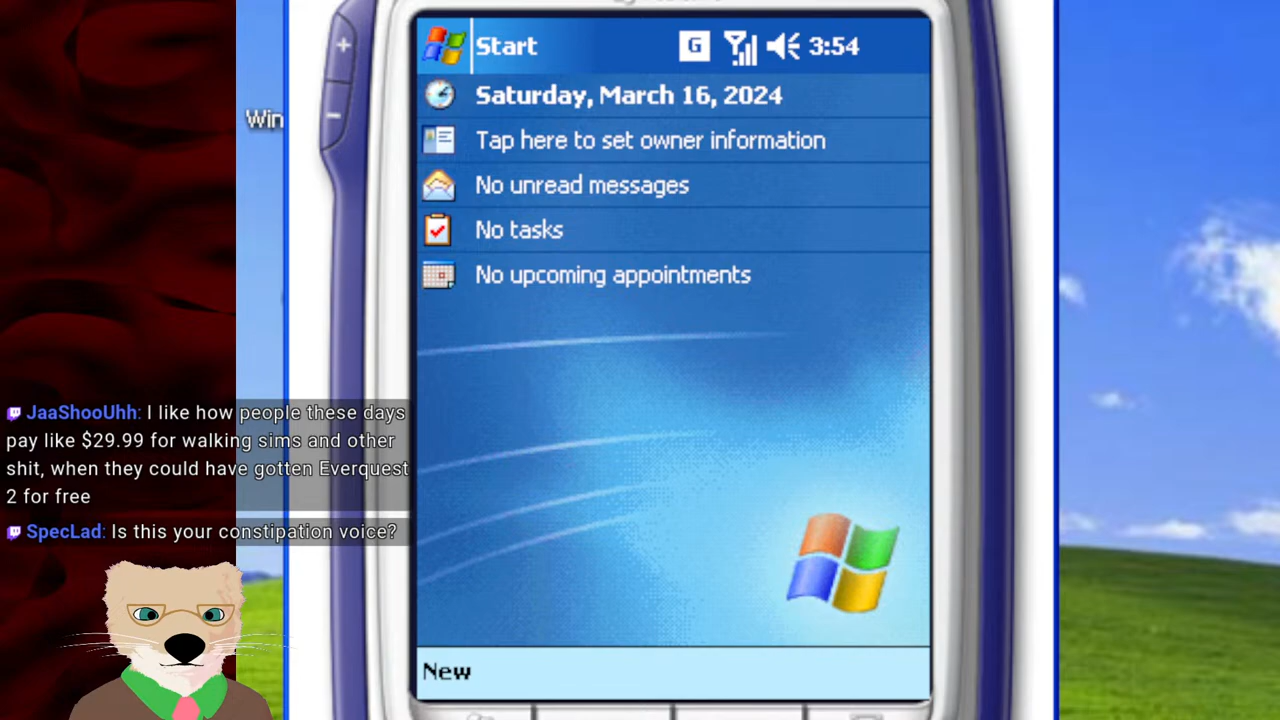 Start
G
3:54
Saturday, March 16, 2024
Tap here to set owner information
No unread messages
No tasks
No upcoming appointments
New
Win
JaaShooUhh: I like how people these days
pay like $29.99 for walking sims and other
shit, when they could have gotten Everquest
2 for free
SpecLad: Is this your constipation voice?